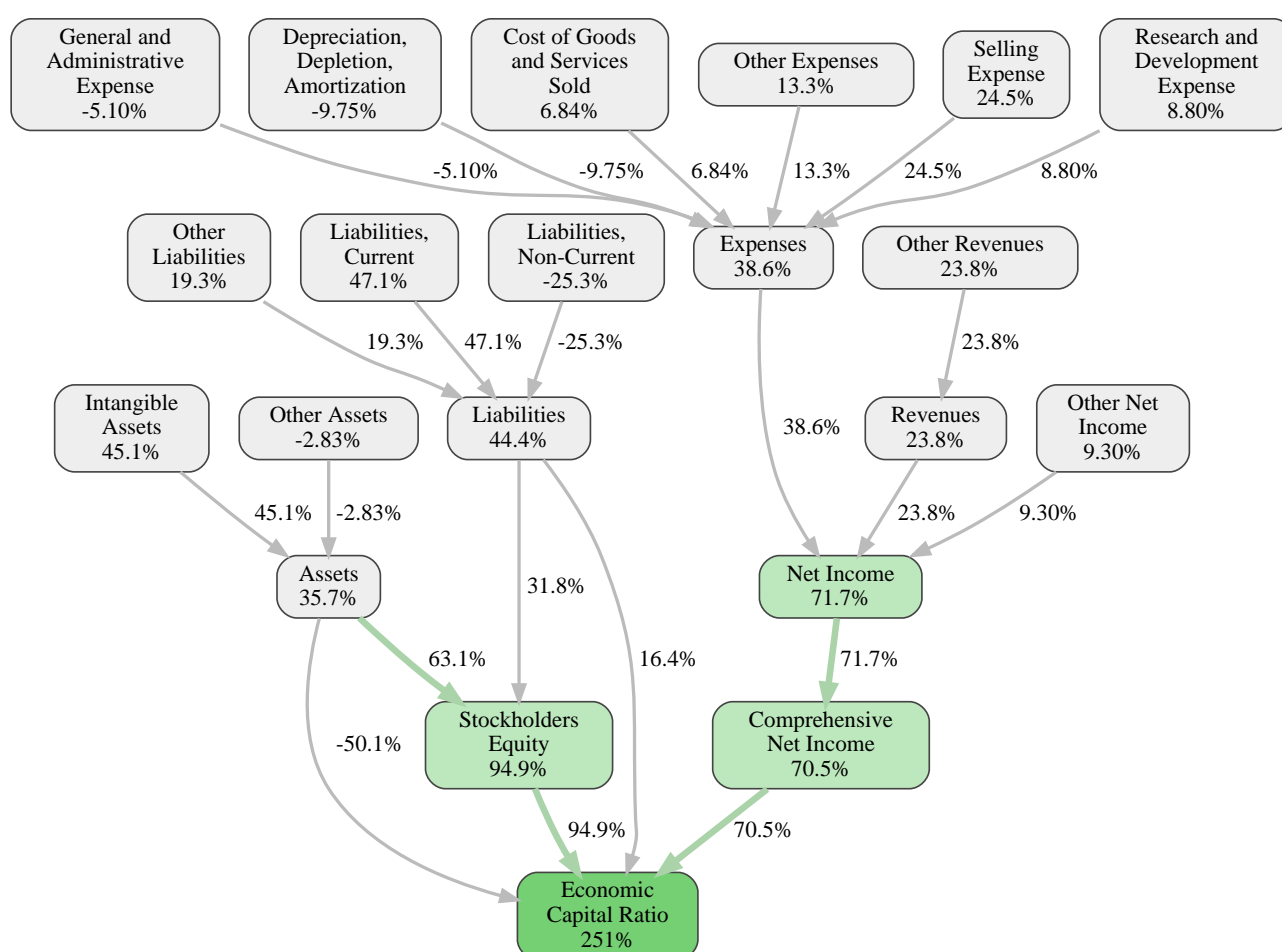 General and
Administrative
Expense
-5.10%
Depreciation,
Depletion,
Amortization
-9.75%
Cost of Goods
and Services
Sold
6.84%
Other Expenses
13.3%
Selling
Expense
24.5%
Research and
Development
Expense
8.80%
-5.10%
-9.75%
6.84%
13.3%
24.5%
8.80%
Other
Liabilities
19.3%
Liabilities,
Current
47.1%
Liabilities,
Non-Current
-25.3%
Expenses
38.6%
Other Revenues
23.8%
19.3%
47.1%
-25.3%
23.8%
Intangible
Assets
45.1%
Other Assets
-2.83%
Liabilities
44.4%
38.6%
Revenues
23.8%
Other Net
Income
9.30%
45.1%
-2.83%
23.8%
9.30%
Assets
35.7%
31.8%
Net Income
71.7%
63.1%
16.4%
71.7%
-50.1%
Stockholders
Equity
94.9%
Comprehensive
Net Income
70.5%
94.9%
70.5%
Economic
Capital Ratio
251%